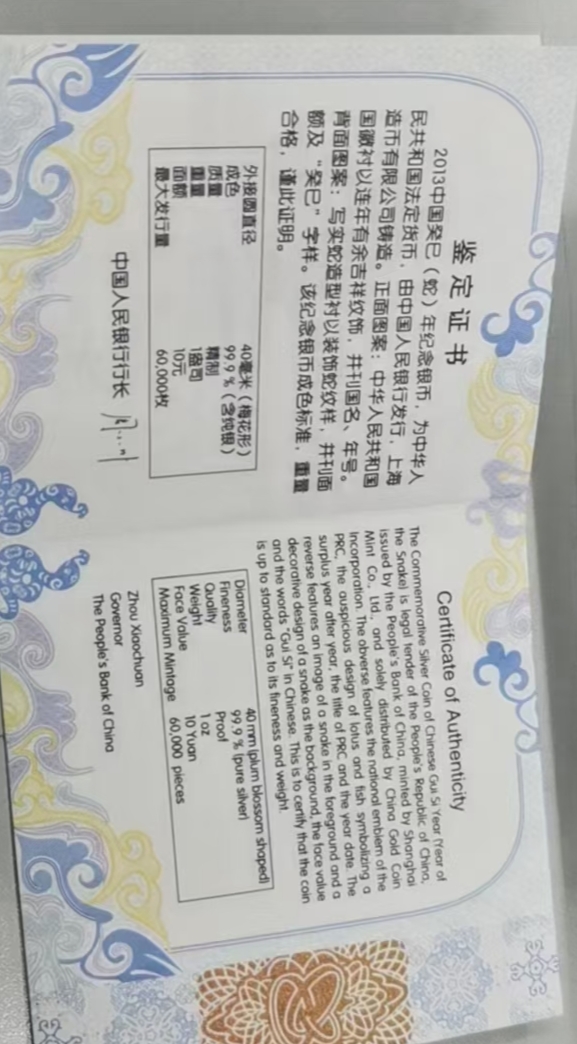 鉴定证书
2013中国癸巳（蛇）年纪念银币，为中华人
民共和国法定货币，由中国人民银行发行，上海
造币有限公司铸造。正面图案：中华人民共和国
国徽衬以连年有余吉祥纹饰，并刊国名、年号。
背面图案：写实蛇造型衬以装饰蛇纹样，并刊面
额及“癸巳”字样。该纪念银币成色标准，重量
合格，谨此证明。
外接圆直径 40毫米（梅花形）
成色 99.9％（含纯银）
质量 精制
重量 1盎司
面额 10元
最大发行量 60,000枚
中国人民银行行长
Certificate of Authenticity
The Commemorative Silver Coin of Chinese Gui Si Year (Year of
the Snake) is legal tender of the People's Republic of China,
issued by the People's Bank of China, minted by Shanghai
Mint Co., Ltd., and solely distributed by China Gold Coin
Incorporation. The obverse features the national emblem of the
PRC, the auspicious design of lotus and fish symbolizing a
surplus year after year, the title of PRC and the year date. The
reverse features an image of a snake in the foreground and a
decorative design of a snake as the background, the face value
and the words "Gui Si" in Chinese. This is to certify that the coin
is up to standard as to its fineness and weight.
Diameter 40 mm (plum blossom shaped)
Fineness 99.9 % (pure silver)
Quality Proof
Weight 1 oz
Face Value 10 Yuan
Maximum Mintage 60,000 pieces
Zhou Xiaochuan
Governor
The People's Bank of China